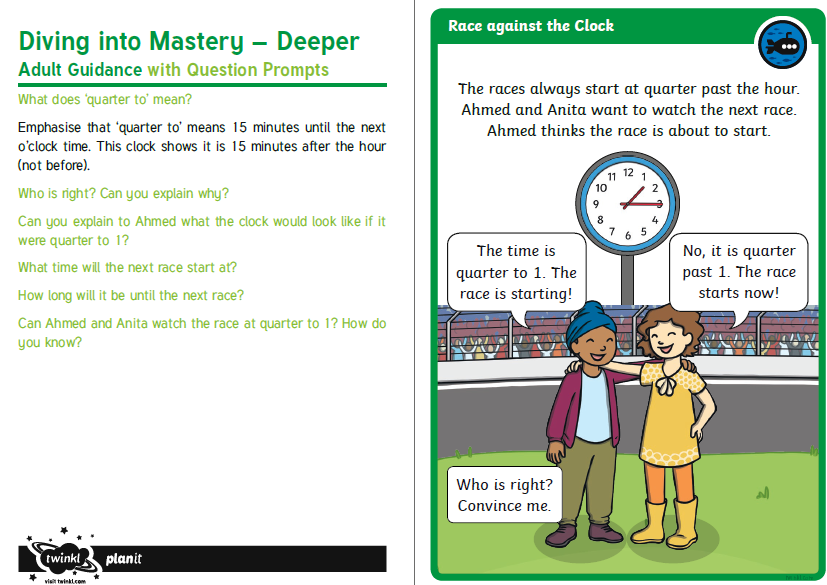 Diving into Mastery – Deeper
Adult Guidance with Question Prompts
What does ‘quarter to’ mean?
Emphasise that ‘quarter to’ means 15 minutes until the next
o’clock time. This clock shows it is 15 minutes after the hour
(not before).
Who is right? Can you explain why?
Can you explain to Ahmed what the clock would look like if it
were quarter to 1?
What time will the next race start at?
How long will it be until the next race?
Can Ahmed and Anita watch the race at quarter to 1? How do
you know?
twinkl
planit
visit twinkl.com
Race against the Clock
The races always start at quarter past the hour.
Ahmed and Anita want to watch the next race.
Ahmed thinks the race is about to start.
12
1
2
3
4
5
6
7
8
9
10
11
The time is
quarter to 1. The
race is starting!
No, it is quarter
past 1. The race
starts now!
Who is right?
Convince me.